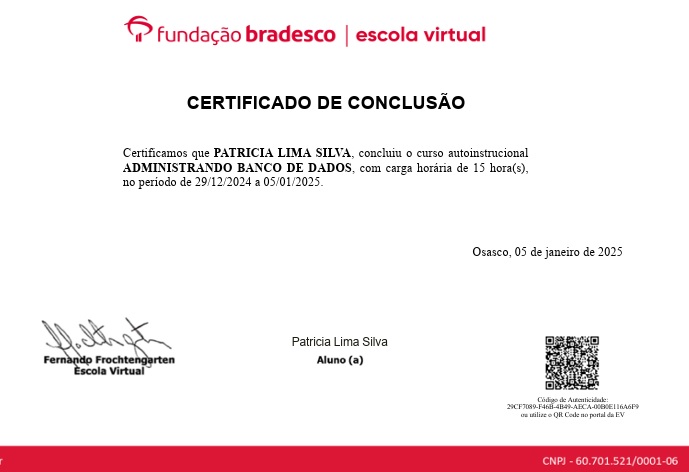 fundação bradesco | escola virtual
CERTIFICADO DE CONCLUSÃO
Certificamos que PATRICIA LIMA SILVA, concluiu o curso autoinstrucional
ADMINISTRANDO BANCO DE DADOS, com carga horária de 15 hora(s),
no período de 29/12/2024 a 05/01/2025.
Osasco, 05 de janeiro de 2025
Fernando Frochtengarten
Escola Virtual
Patricia Lima Silva
Aluno (a)
Código de Autenticidade:
29CF7089-F46B-4B49-AECA-00B0E116A6F9
ou utilize o QR Code no portal da EV
r
CNPJ - 60.701.521/0001-06